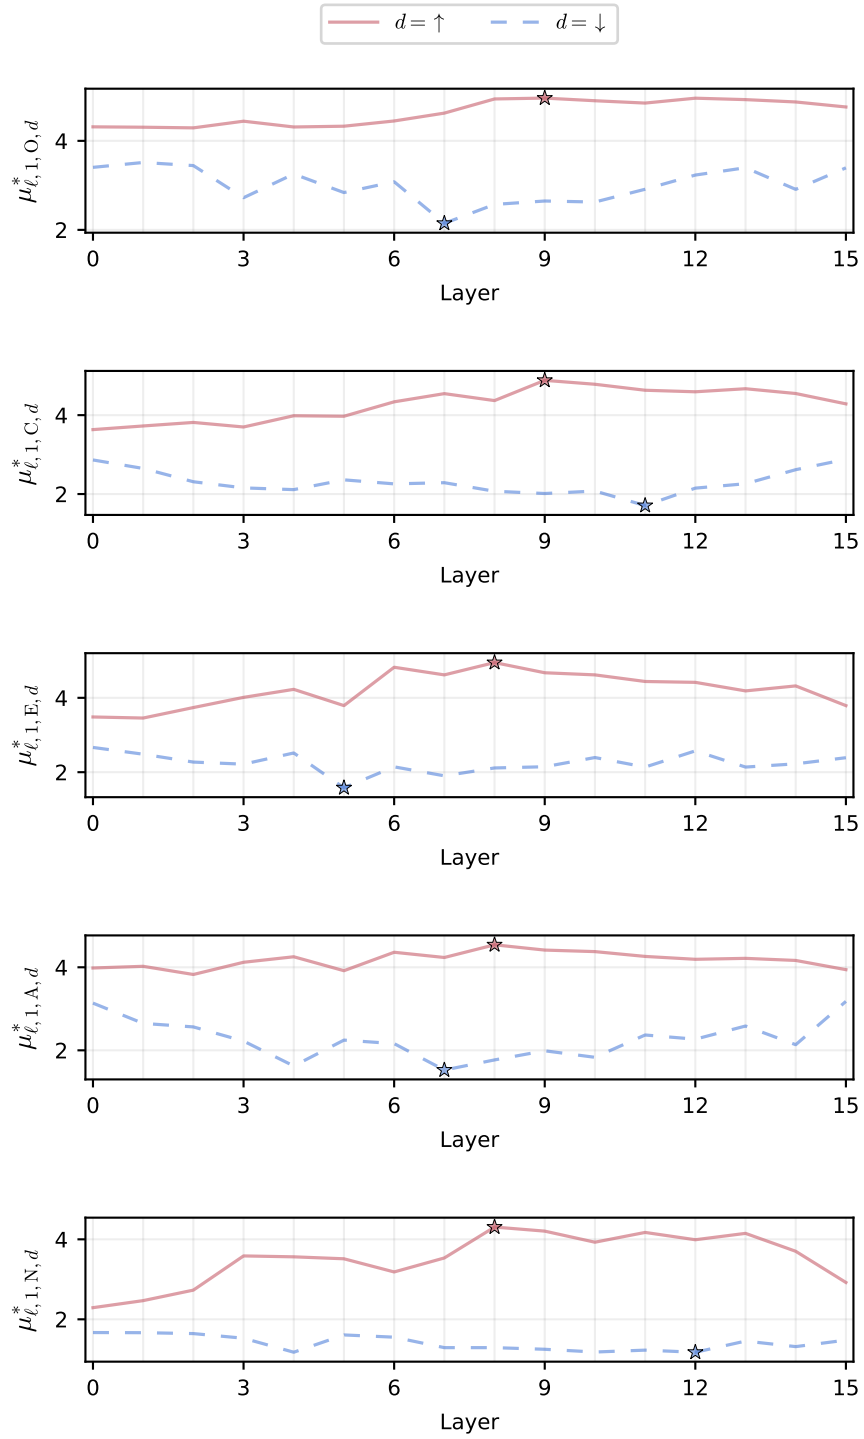 d = ↑ d = ↓
μ*ℓ, 1, O, d
4
2
0 3 6 9 12 15
Layer
μ*ℓ, 1, C, d
4
2
0 3 6 9 12 15
Layer
μ*ℓ, 1, E, d
4
2
0 3 6 9 12 15
Layer
μ*ℓ, 1, A, d
4
2
0 3 6 9 12 15
Layer
μ*ℓ, 1, N, d
4
2
0 3 6 9 12 15
Layer